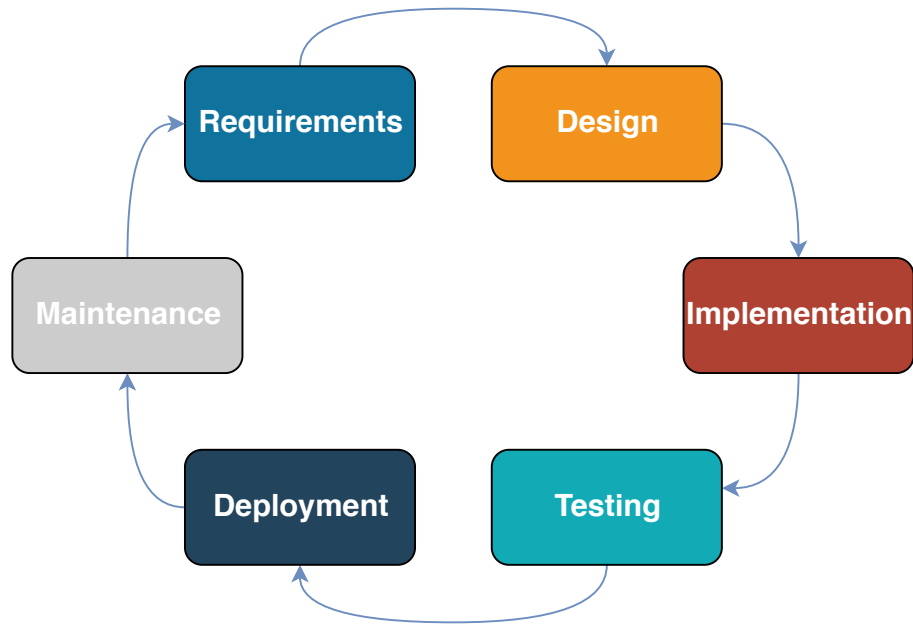 Requirements
Design
Implementation
Testing
Deployment
Maintenance